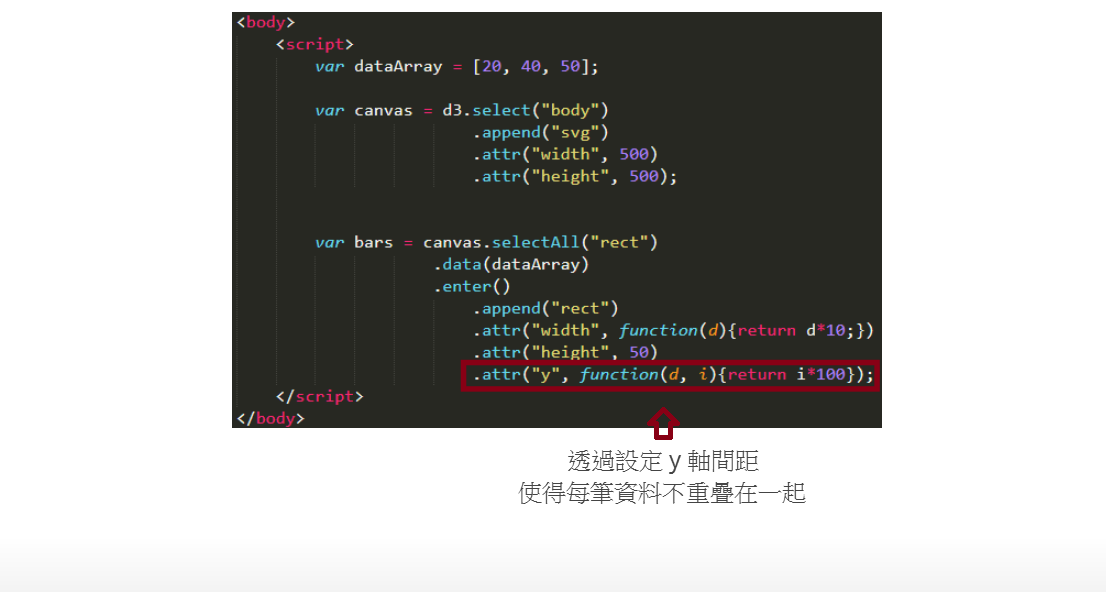 <body>
<script>
var dataArray = [20, 40, 50];
var canvas = d3.select("body")
.append("svg")
.attr("width", 500)
.attr("height", 500);
var bars = canvas.selectAll("rect")
.data(dataArray)
.enter()
.append("rect")
.attr("width", function(d){return d*10;})
.attr("height", 50)
.attr("y", function(d, i){return i*100});
</script>
</body>
透過設定 y 軸間距
使得每筆資料不重疊在一起